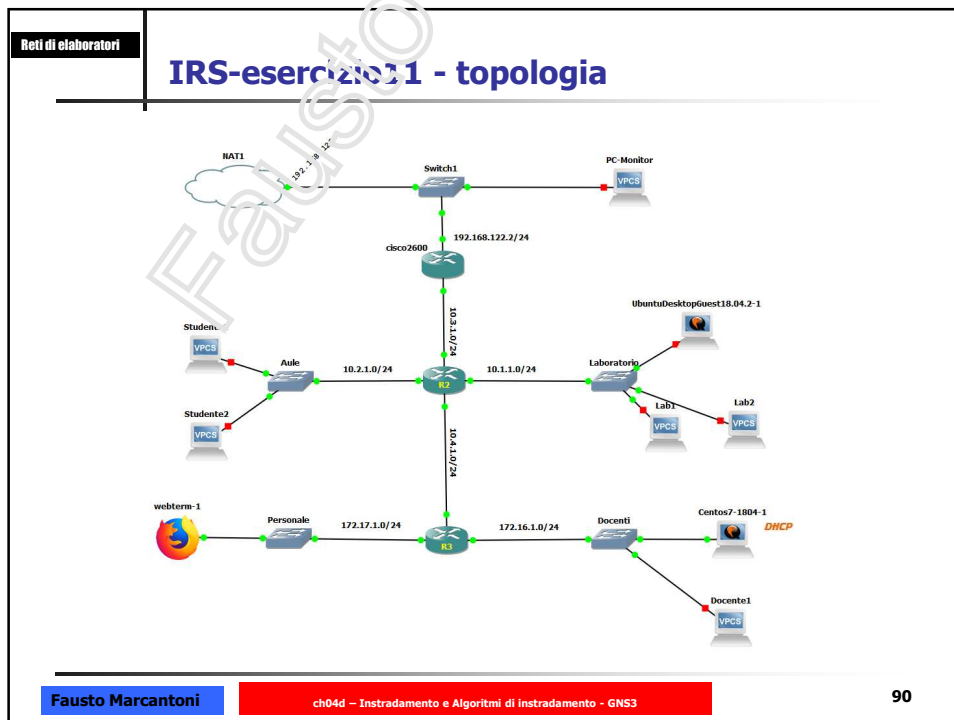 Reti di elaboratori
IRS-esercizio11 - topologia
NAT1
Switch1
PC-Monitor
VPCS
192.168.122.2/24
cisco2600
10.3.1.0/24
UbuntuDesktopGuest18.04.2-1
VPCS
Aule
10.2.1.0/24
R2
10.1.1.0/24
Laboratorio
Studente2
VPCS
Lab1
VPCS
Lab2
VPCS
10.4.1.0/24
webterm-1
Personale
172.17.1.0/24
R3
172.16.1.0/24
Docenti
Centos7-1804-1
DHCP
Docente1
VPCS
Fausto Marcantoni
ch04d – Instradamento e Algoritmi di instradamento - GNS3
90
Fausto